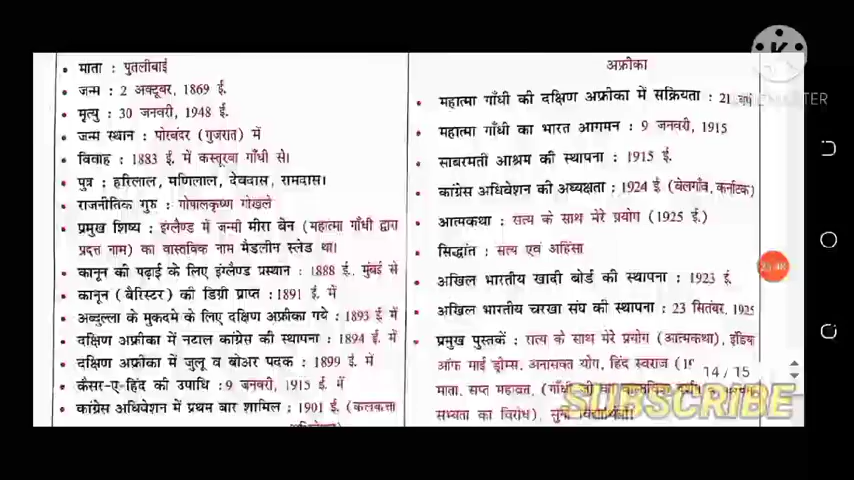 माता : पुतलीबाई
जन्म : 2 अक्टूबर, 1869 ई.
मृत्यु : 30 जनवरी, 1948 ई.
जन्म स्थान : पोरबंदर (गुजरात) में
विवाह : 1883 ई. में कस्तूरबा गाँधी से।
पुत्र : हरिलाल, मणिलाल, देवदास, रामदास।
राजनीतिक गुरु : गोपालकृष्ण गोखले
प्रमुख शिष्य : इंग्लैण्ड में जन्मी मीरा बेन (महात्मा गाँधी द्वारा
प्रदत्त नाम) का वास्तविक नाम मैडलीन स्लेड था।
कानून की पढ़ाई के लिए इंग्लैण्ड प्रस्थान : 1888 ई., मुंबई से
कानून (बैरिस्टर) की डिग्री प्राप्त : 1891 ई. में
अब्दुल्ला के मुकदमे के लिए दक्षिण अफ्रीका गये : 1893 ई में
दक्षिण अफ्रीका में नटाल कांग्रेस की स्थापना : 1894 ई. में
दक्षिण अफ्रीका में जुलू व बोअर पदक : 1899 ई. में
कैसर-ए-हिंद की उपाधि : 9 जनवरी, 1915 ई. में
कांग्रेस अधिवेशन में प्रथम बार शामिल : 1901 ई. (कलकत्ता
अफ्रीका
महात्मा गाँधी की दक्षिण अफ्रीका में सक्रियता : 21 वर्ष
महात्मा गाँधी का भारत आगमन : 9 जनवरी, 1915
साबरमती आश्रम की स्थापना : 1915 ई.
कांग्रेस अधिवेशन की अध्यक्षता : 1924 ई. (बेलगाँव, कर्नाटक)
आत्मकथा : सत्य के साथ मेरे प्रयोग (1925 ई.)
सिद्धांत : सत्य एवं अहिंसा
अखिल भारतीय खादी बोर्ड की स्थापना : 1923 ई.
अखिल भारतीय चरखा संघ की स्थापना : 23 सितंबर, 1925
प्रमुख पुस्तकें : सत्य के साथ मेरे प्रयोग (आत्मकथा), इंडिया
ऑफ माई ड्रीम्स, अनासक्त योग, हिंद स्वराज (19
माता, सप्त महाव्रत, (गाँधी जी का
सभ्यता का विरोध),
14 / 15
SUBSCRIBE